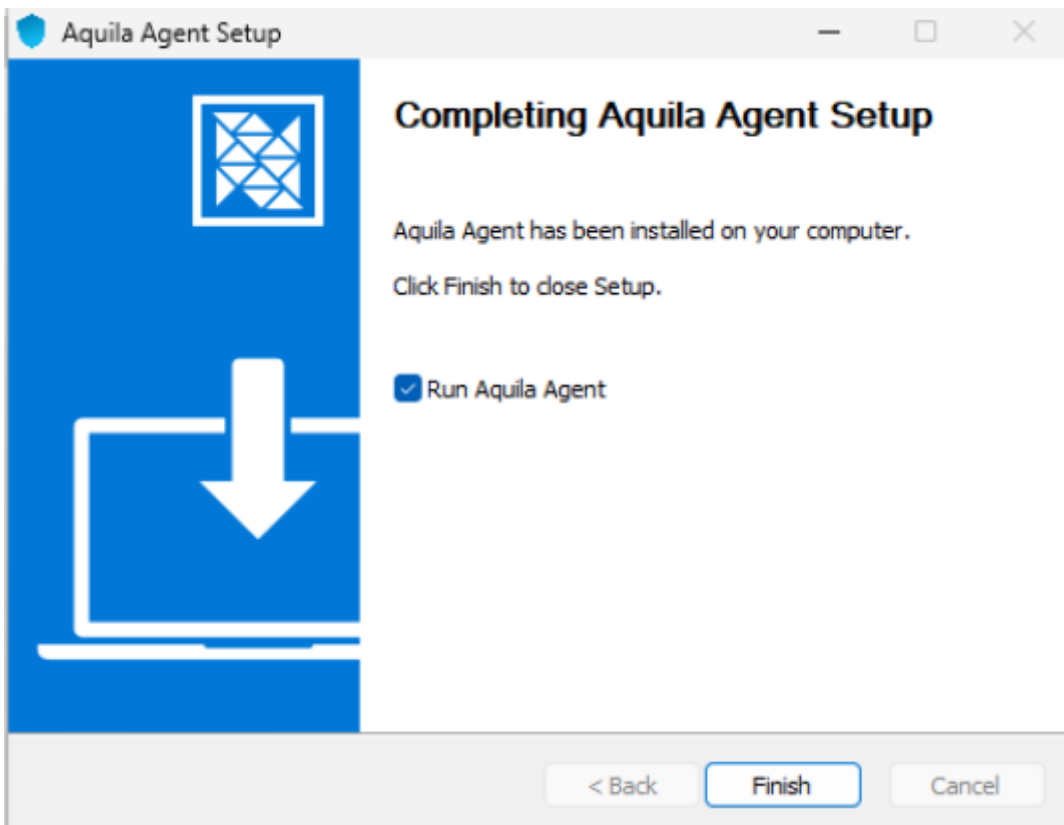 Aquila Agent Setup
Completing Aquila Agent Setup
Aquila Agent has been installed on your computer.
Click Finish to close Setup.
Run Aquila Agent
< Back
Finish
Cancel